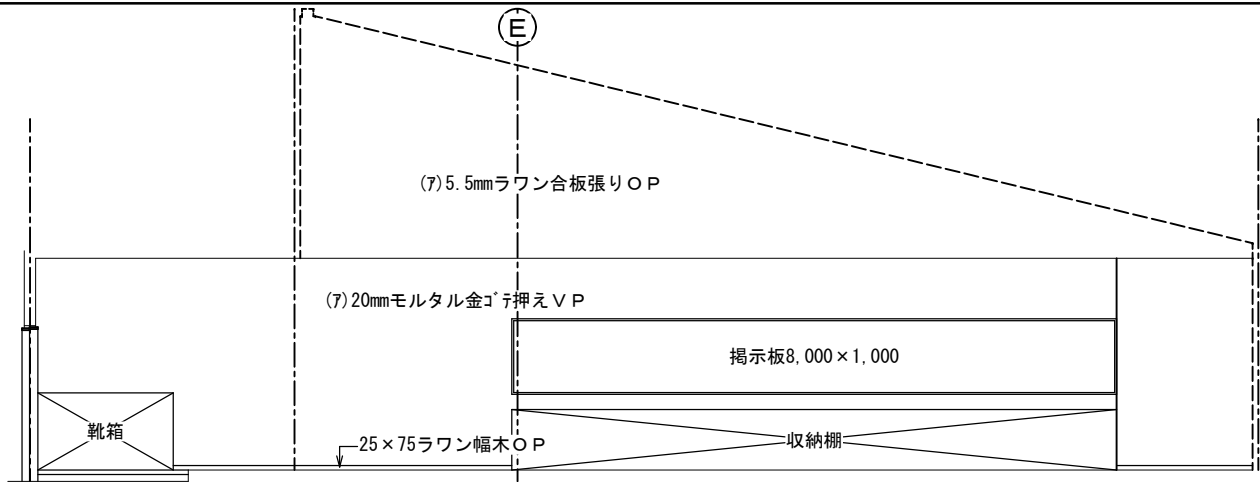 E
(ｱ)5.5mmラワン合板張りＯＰ
(ｱ)20mmモルタル金ｺﾞﾃ押えＶＰ
掲示板8,000×1,000
靴箱
25×75ラワン幅木ＯＰ
収納棚